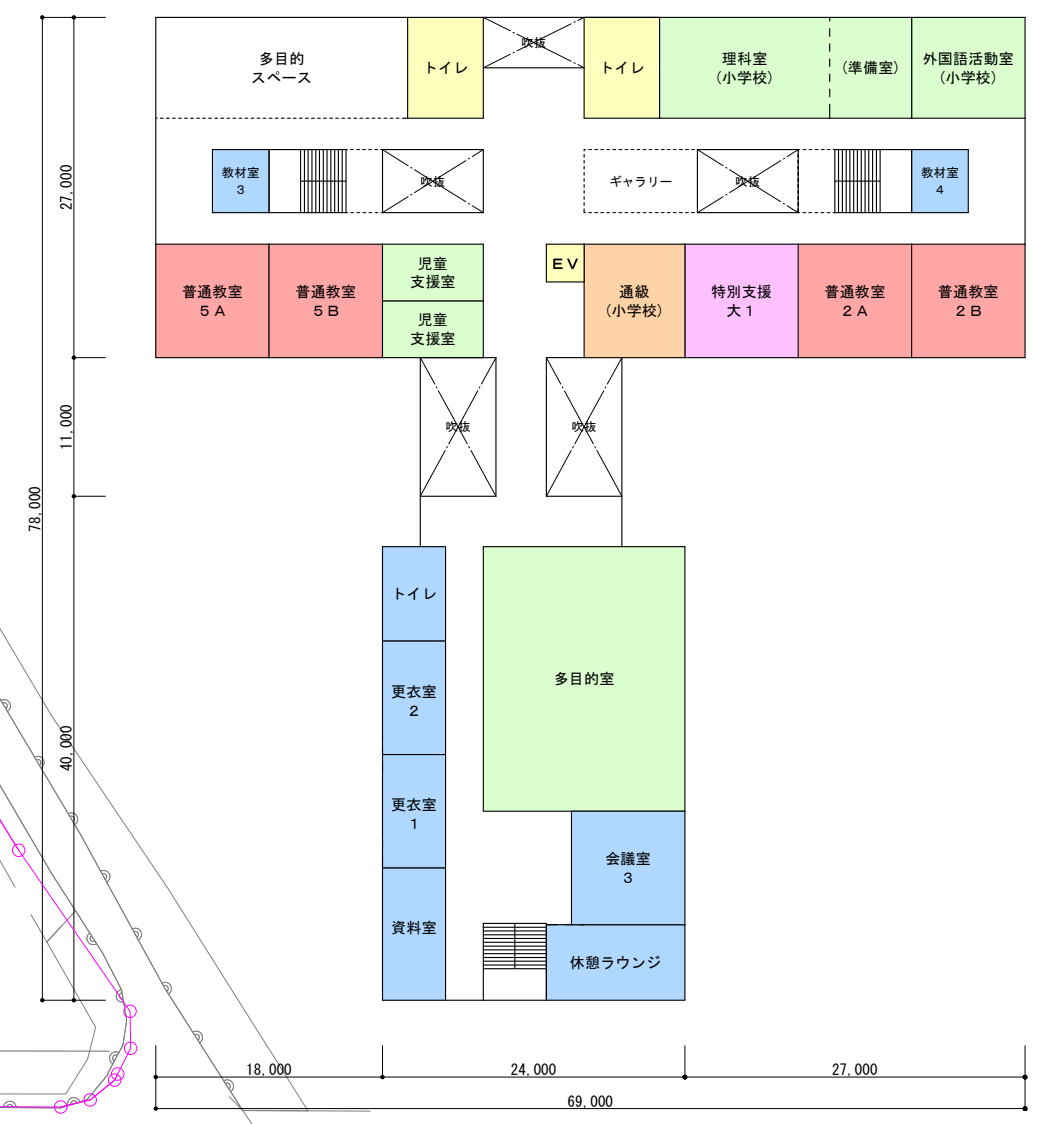 多目的
スペース
トイレ
吹抜
トイレ
理科室
(小学校)
(準備室)
外国語活動室
(小学校)
教材室
3
吹抜
ギャラリー
吹抜
教材室
4
27,000
普通教室
5A
普通教室
5B
児童
支援室
児童
支援室
EV
通級
(小学校)
特別支援
大1
普通教室
2A
普通教室
2B
吹抜
吹抜
11,000
78,000
トイレ
更衣室
2
多目的室
40,000
更衣室
1
会議室
3
資料室
休憩ラウンジ
18,000
24,000
27,000
69,000